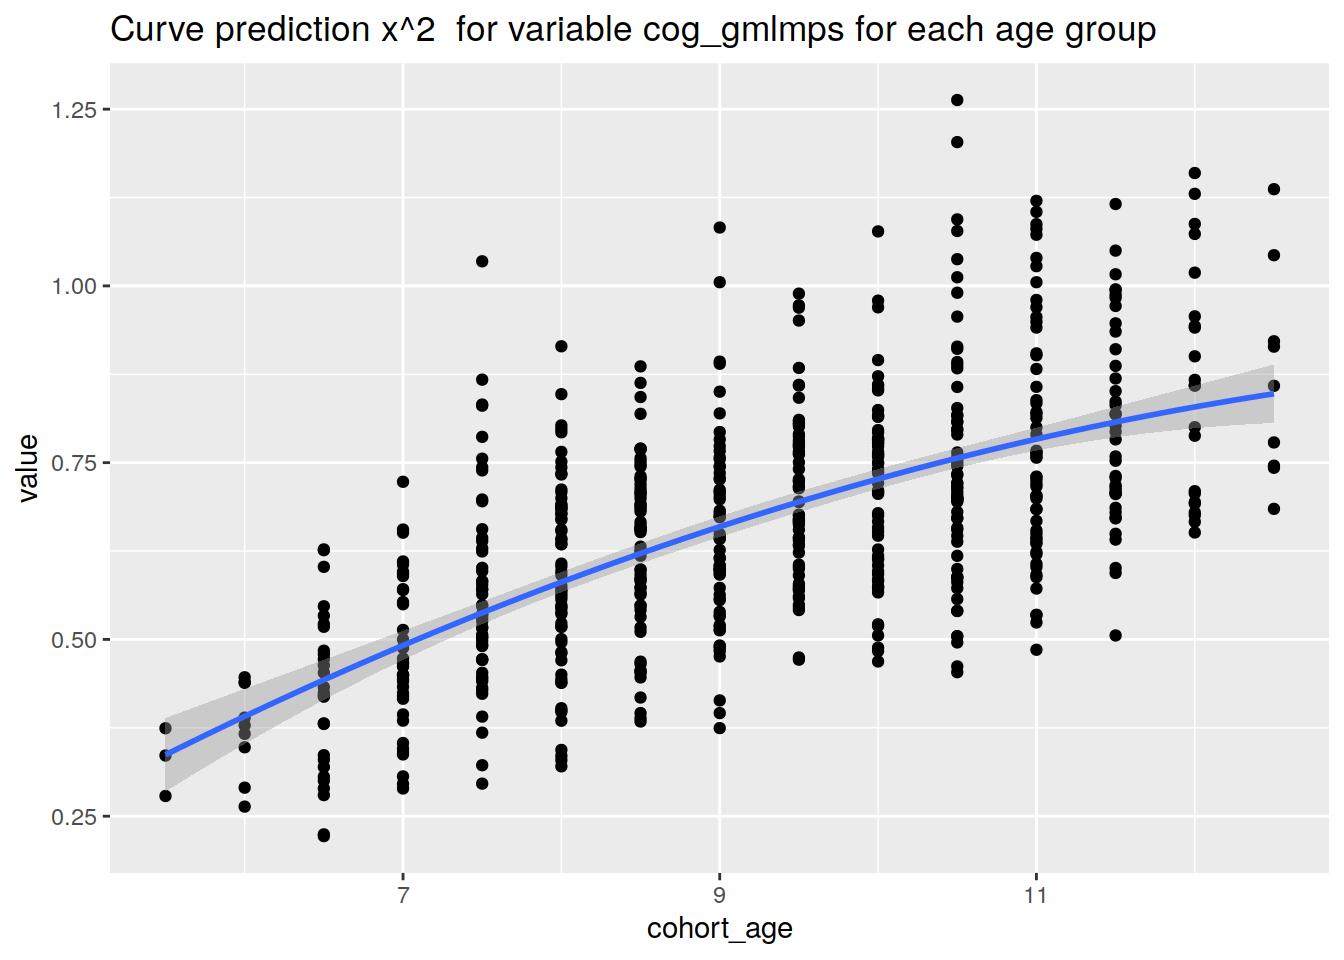 Curve prediction x^2  for variable cog_gmlmps for each age group
1.25
1.00
0.75
0.50
0.25
value
7 9 11
cohort_age